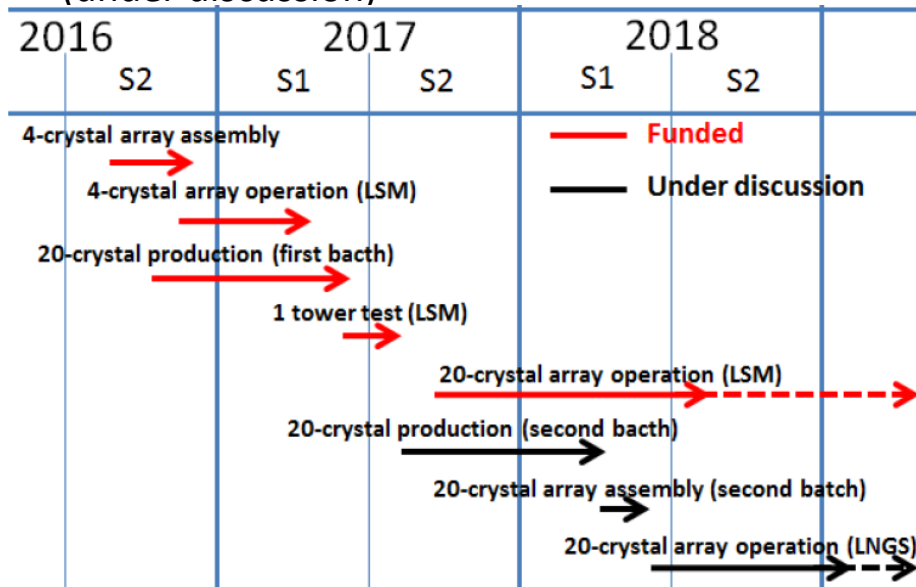 (under discussion)
2016 2017 2018
S2 S1 S2 S1 S2
4-crystal array assembly
Funded
4-crystal array operation (LSM)
Under discussion
20-crystal production (first bacth)
1 tower test (LSM)
20-crystal array operation (LSM)
20-crystal production (second bacth)
20-crystal array assembly (second batch)
20-crystal array operation (LNGS)